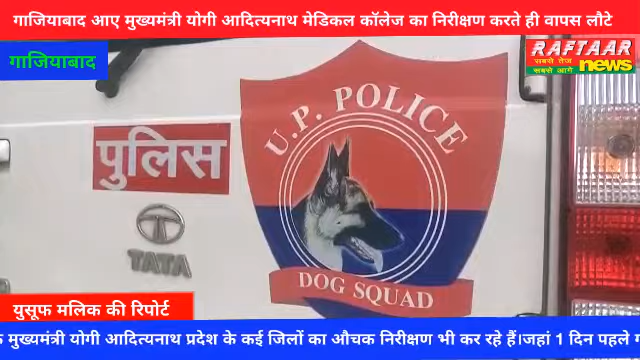 गाजियाबाद आए मुख्यमंत्री योगी आदित्यनाथ मेडिकल कॉलेज का निरीक्षण करते ही वापस लौटे
गाजियाबाद
RAFTAAR
सबसे तेज
सबसे आगे
news
U.P. POLICE
पुलिस
TATA
DOG SQUAD
युसूफ मलिक की रिपोर्ट
मुख्यमंत्री योगी आदित्यनाथ प्रदेश के कई जिलों का औचक निरीक्षण भी कर रहे हैं।जहां 1 दिन पहले